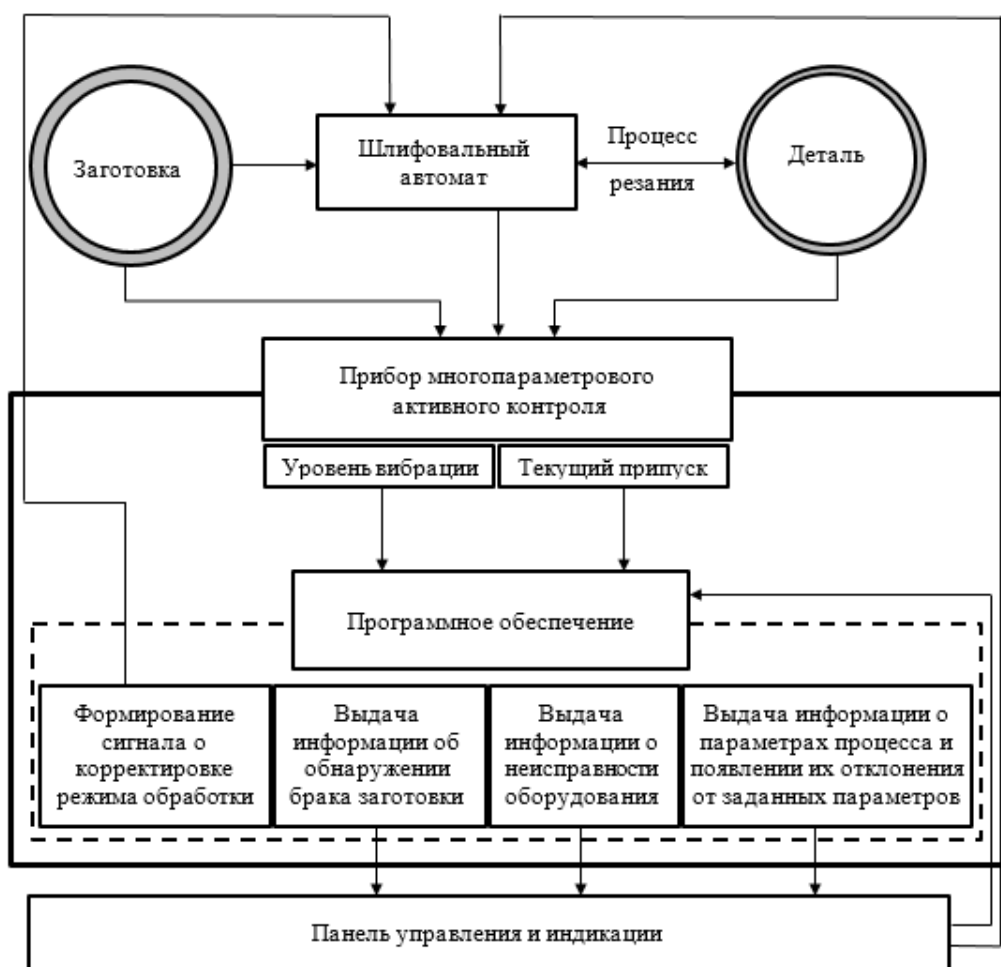 Заготовка
Шлифовальный
автомат
Процесс
резания
Деталь
Прибор многопараметрового
активного контроля
Уровень вибрации
Текущий припуск
Программное обеспечение
Формирование
сигнала о
корректировке
режима обработки
Выдача
информации об
обнаружении
брака заготовки
Выдача
информации о
неисправности
оборудования
Выдача информации о
параметрах процесса и
появлении их отклонения
от заданных параметров
Панель управления и индикации